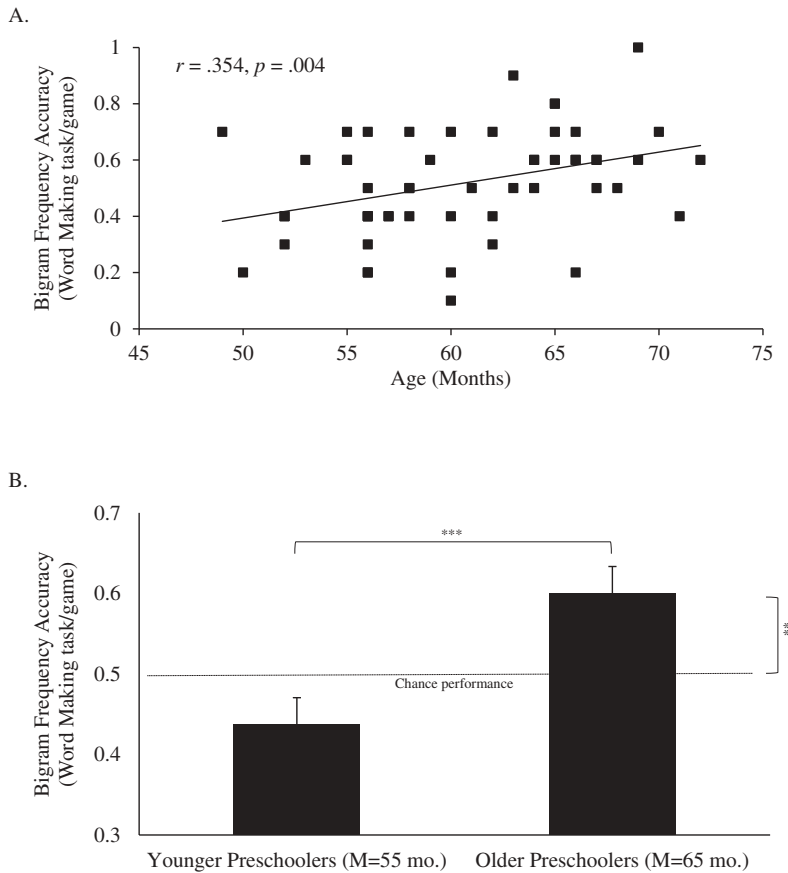 A.
r = .354, p = .004
Bigram Frequency Accuracy
(Word Making task/game)
1
0.8
0.6
0.4
0.2
0
45 50 55 60 65 70 75
Age (Months)
B.
Bigram Frequency Accuracy
(Word Making task/game)
0.7
0.6
0.5
0.4
0.3
***
**
Chance performance
Younger Preschoolers (M=55 mo.) Older Preschoolers (M=65 mo.)